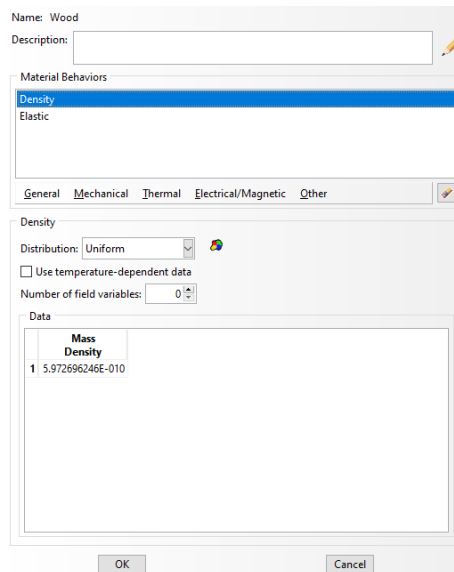 Name: Wood
Description:
Material Behaviors
Density
Elastic
General Mechanical Thermal Electrical/Magnetic Other
Density
Distribution: Uniform
Use temperature-dependent data
Number of field variables: 0
Data
Mass
Density
1 5.972696246E-010
OK Cancel